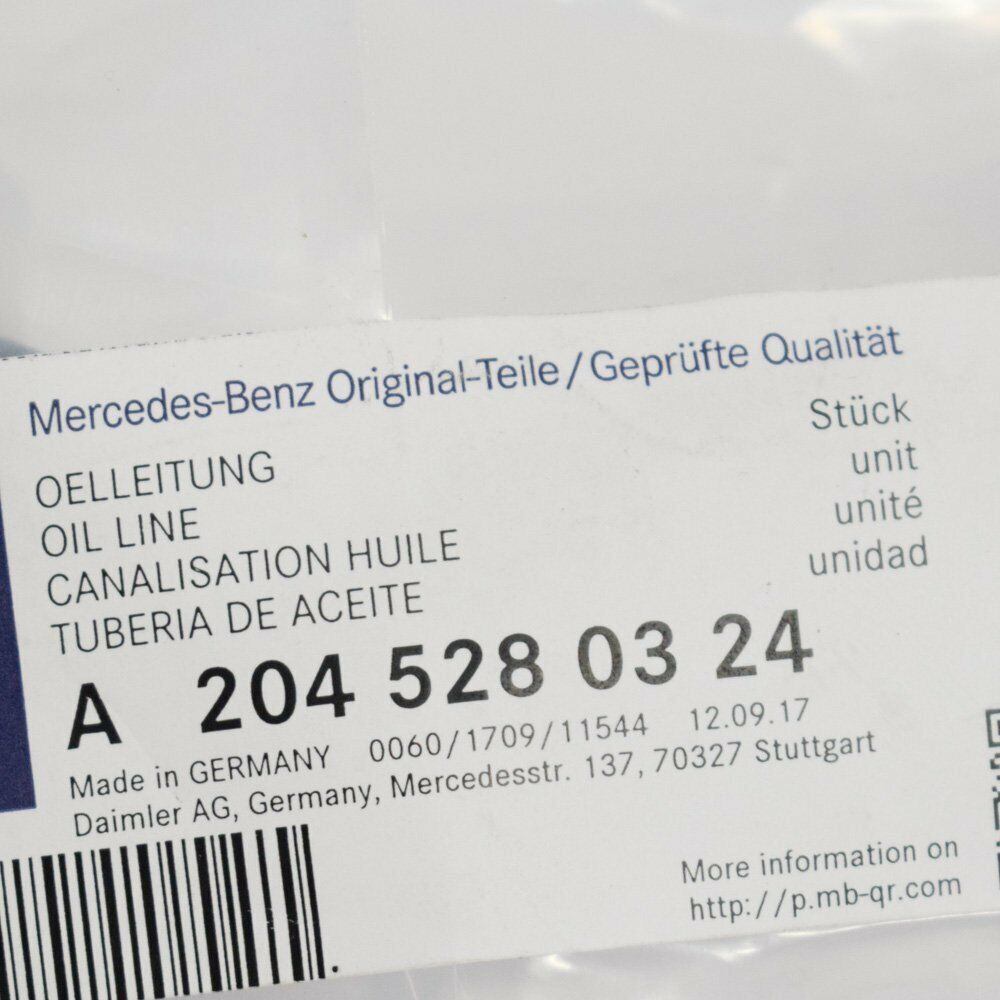 Mercedes-Benz Original-Teile/Geprüfte Qualität
OELLEITUNG
OIL LINE
CANALISATION HUILE
TUBERIA DE ACEITE
Stück
unit
unité
unidad
A 204 528 03 24
Made in GERMANY 0060/1709/11544 12.09.17
Daimler AG, Germany, Mercedesstr. 137, 70327 Stuttgart
More information on
http://p.mb-qr.com